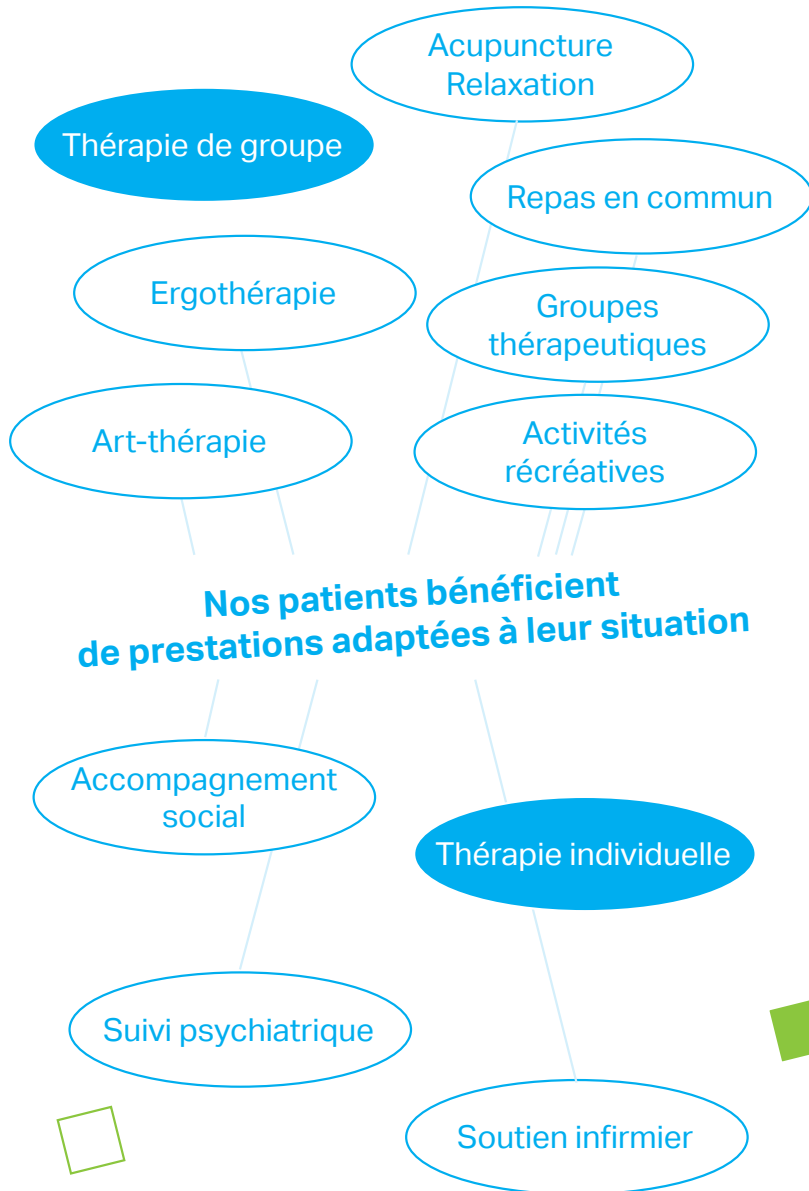 Acupuncture
Relaxation
Thérapie de groupe
Repas en commun
Ergothérapie
Groupes
thérapeutiques
Art-thérapie
Activités
récréatives
Nos patients bénéficient
de prestations adaptées à leur situation
Accompagnement
social
Thérapie individuelle
Suivi psychiatrique
Soutien infirmier